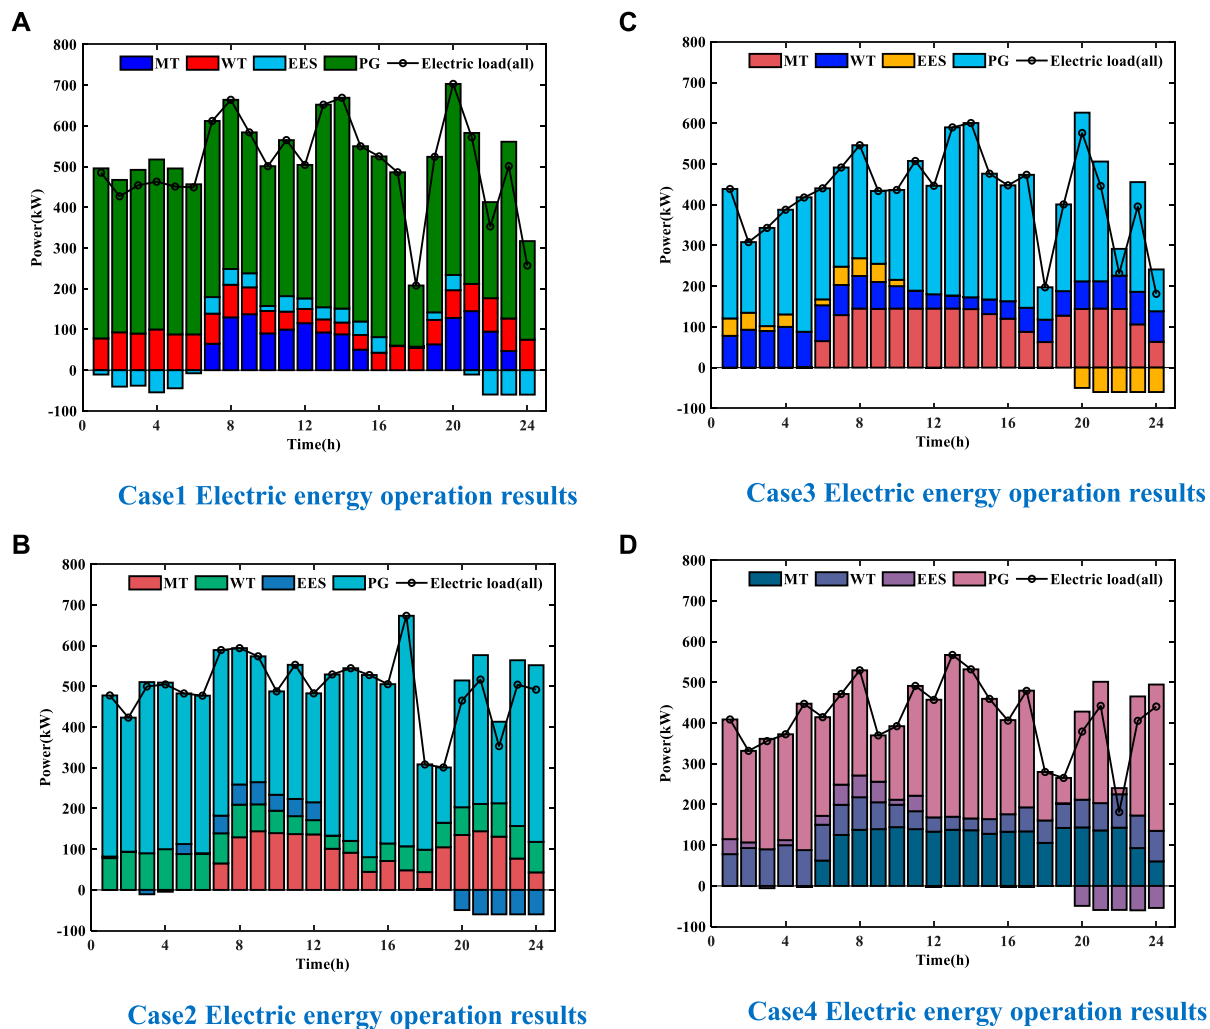 A
800
700
600
500
400
300
200
100
0
-100
Power(kW)
MT WT EES PG Electric load(all)
0 4 8 12 16 20 24
Time(h)
Case1 Electric energy operation results
C
800
700
600
500
400
300
200
100
0
-100
Power(kW)
MT WT EES PG Electric load(all)
0 4 8 12 16 20 24
Time(h)
Case3 Electric energy operation results
B
800
700
600
500
400
300
200
100
0
-100
Power(kW)
MT WT EES PG Electric load(all)
0 4 8 12 16 20 24
Time(h)
Case2 Electric energy operation results
D
800
700
600
500
400
300
200
100
0
-100
Power(kW)
MT WT EES PG Electric load(all)
0 4 8 12 16 20 24
Time(h)
Case4 Electric energy operation results